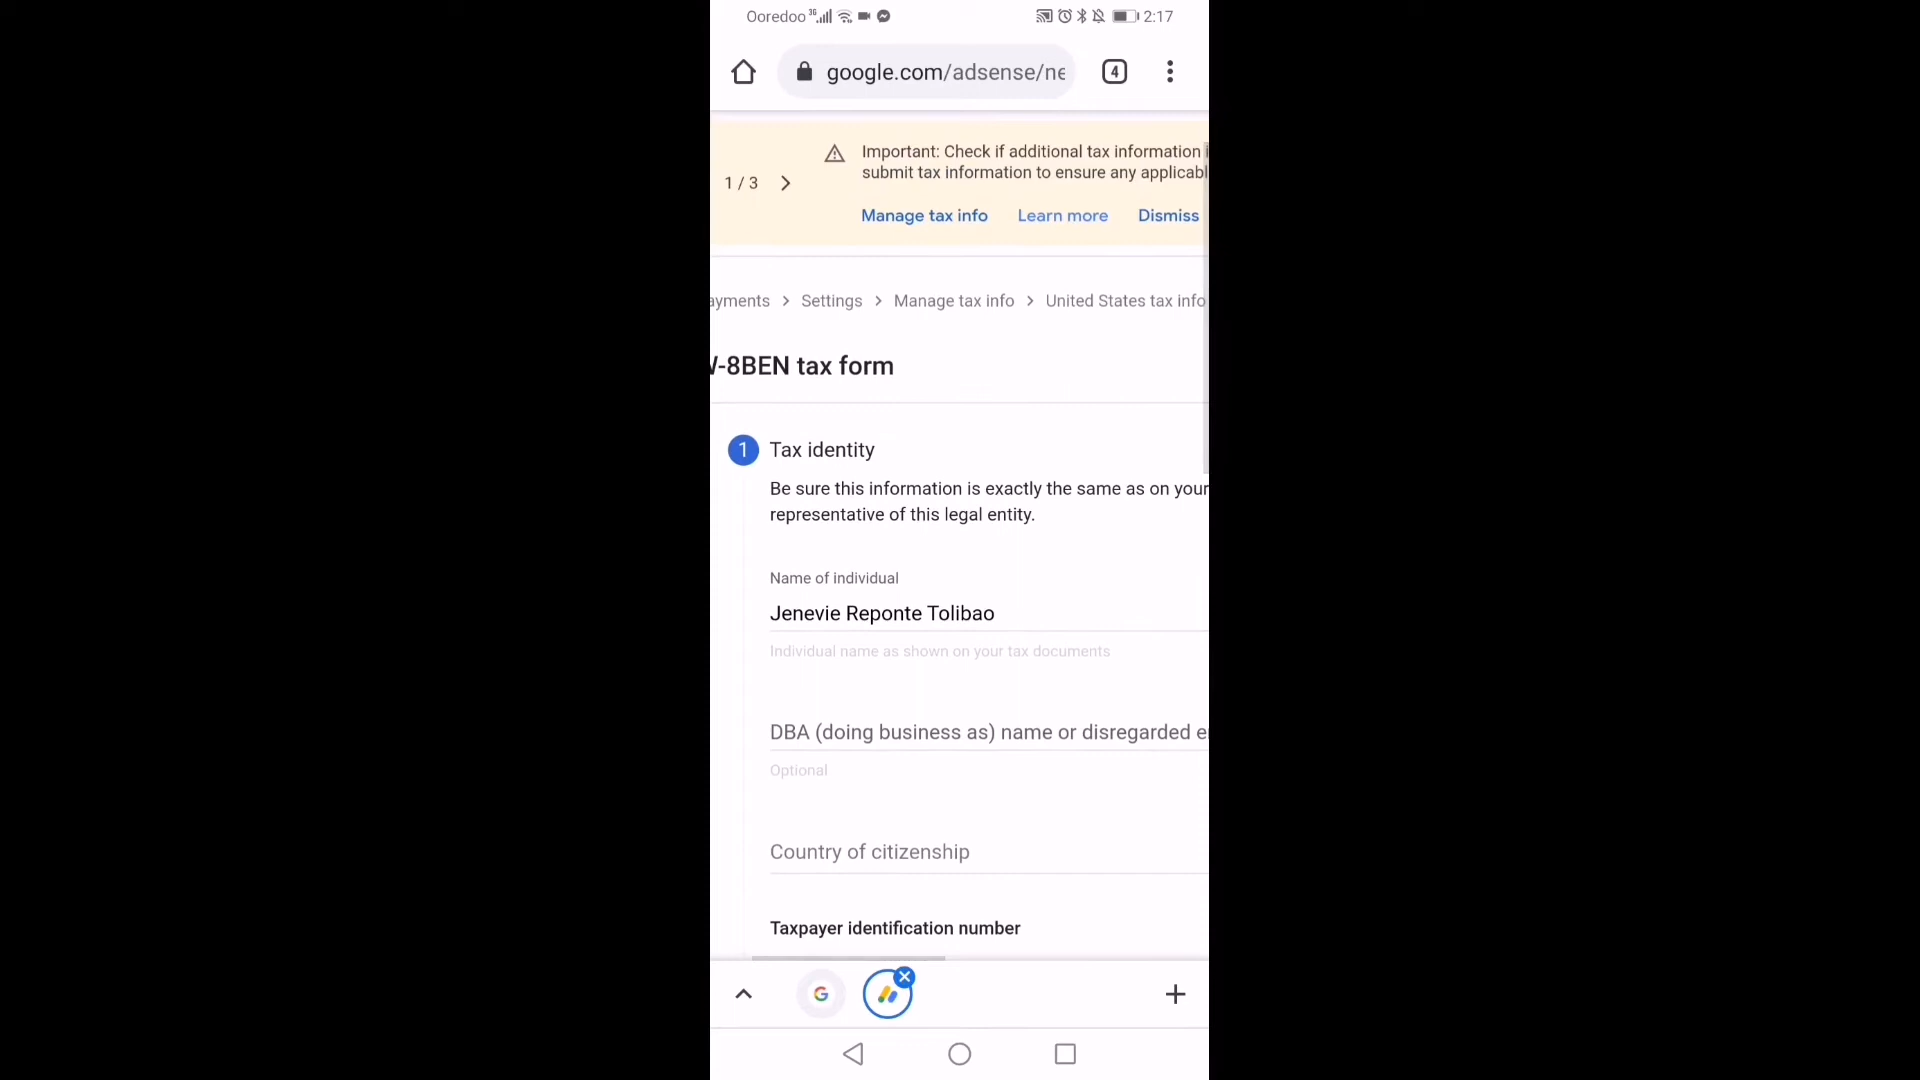 Ooredoo 3G 2:17
google.com/adsense/ne
4
Important: Check if additional tax information
submit tax information to ensure any applicabl
1 / 3
Manage tax info Learn more Dismiss
ayments > Settings > Manage tax info > United States tax info
-8BEN tax form
1 Tax identity
Be sure this information is exactly the same as on your
representative of this legal entity.
Name of individual
Jenevie Reponte Tolibao
Individual name as shown on your tax documents
DBA (doing business as) name or disregarded e
Optional
Country of citizenship
Taxpayer identification number
G